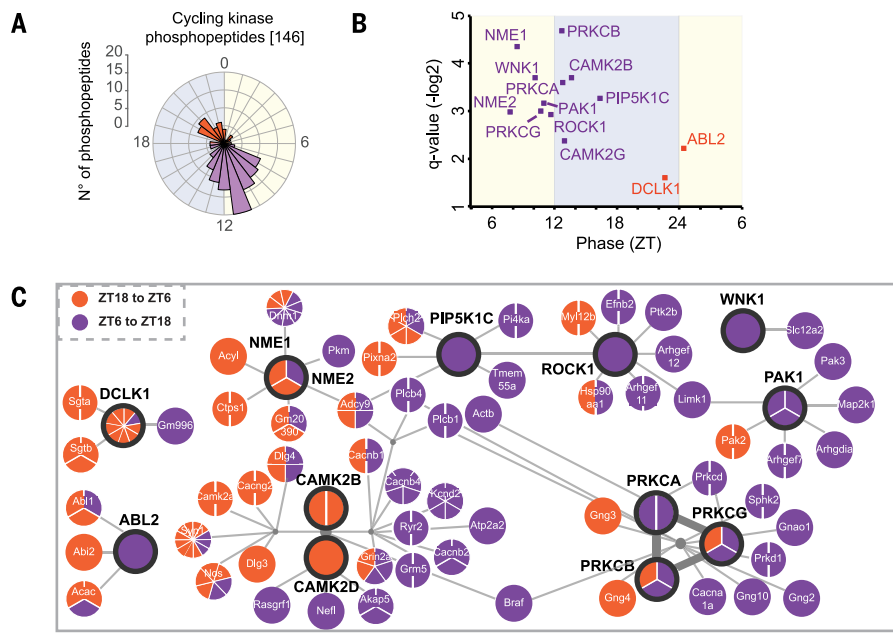 A
Cycling kinase
phosphopeptides [146]
N° of phosphopeptides
20
15
10
5
0
0
6
12
18
B
q-value (-log2)
5
4
3
2
1
NME1
PRKCB
WNK1
CAMK2B
PRKCA
NME2
PAK1
PIP5K1C
PRKCG
ROCK1
CAMK2G
ABL2
DCLK1
6
12
18
24
6
Phase (ZT)
C
ZT18 to ZT6
ZT6 to ZT18
Dnm1
NME1
NME2
Pkm
Acyl
Ctps1
Gm20
390
Adcy9
DCLK1
Sgta
Sgtb
Gm996
PIP5K1C
Plch2
Pixna2
Pi4ka
Tmem
55a
Plcb4
Plcb1
Actb
ROCK1
Myl12b
Efnb2
Ptk2b
Arhgef
12
Hsp90
aa1
Arhgef
11
Limk1
WNK1
Slc12a2
PAK1
Pak3
Map2k1
Arhgdia
Arhgef7
Pak2
ABL2
Abl1
Abi2
Acac
CAMK2B
CAMK2D
Dlg4
Cacng2
Camk2a
Syn1
Nos
Dlg3
Rasgrf1
Nefl
Akap5
Grin2a
Grm5
Cacnb1
Cacnb4
Kcnd2
Ryr2
Atp2a2
Cacnb2
Braf
PRKCA
PRKCG
PRKCB
Prkcd
Sphk2
Gnao1
Prkd1
Gng2
Gng10
Cacna
1a
Gng4
Gng3